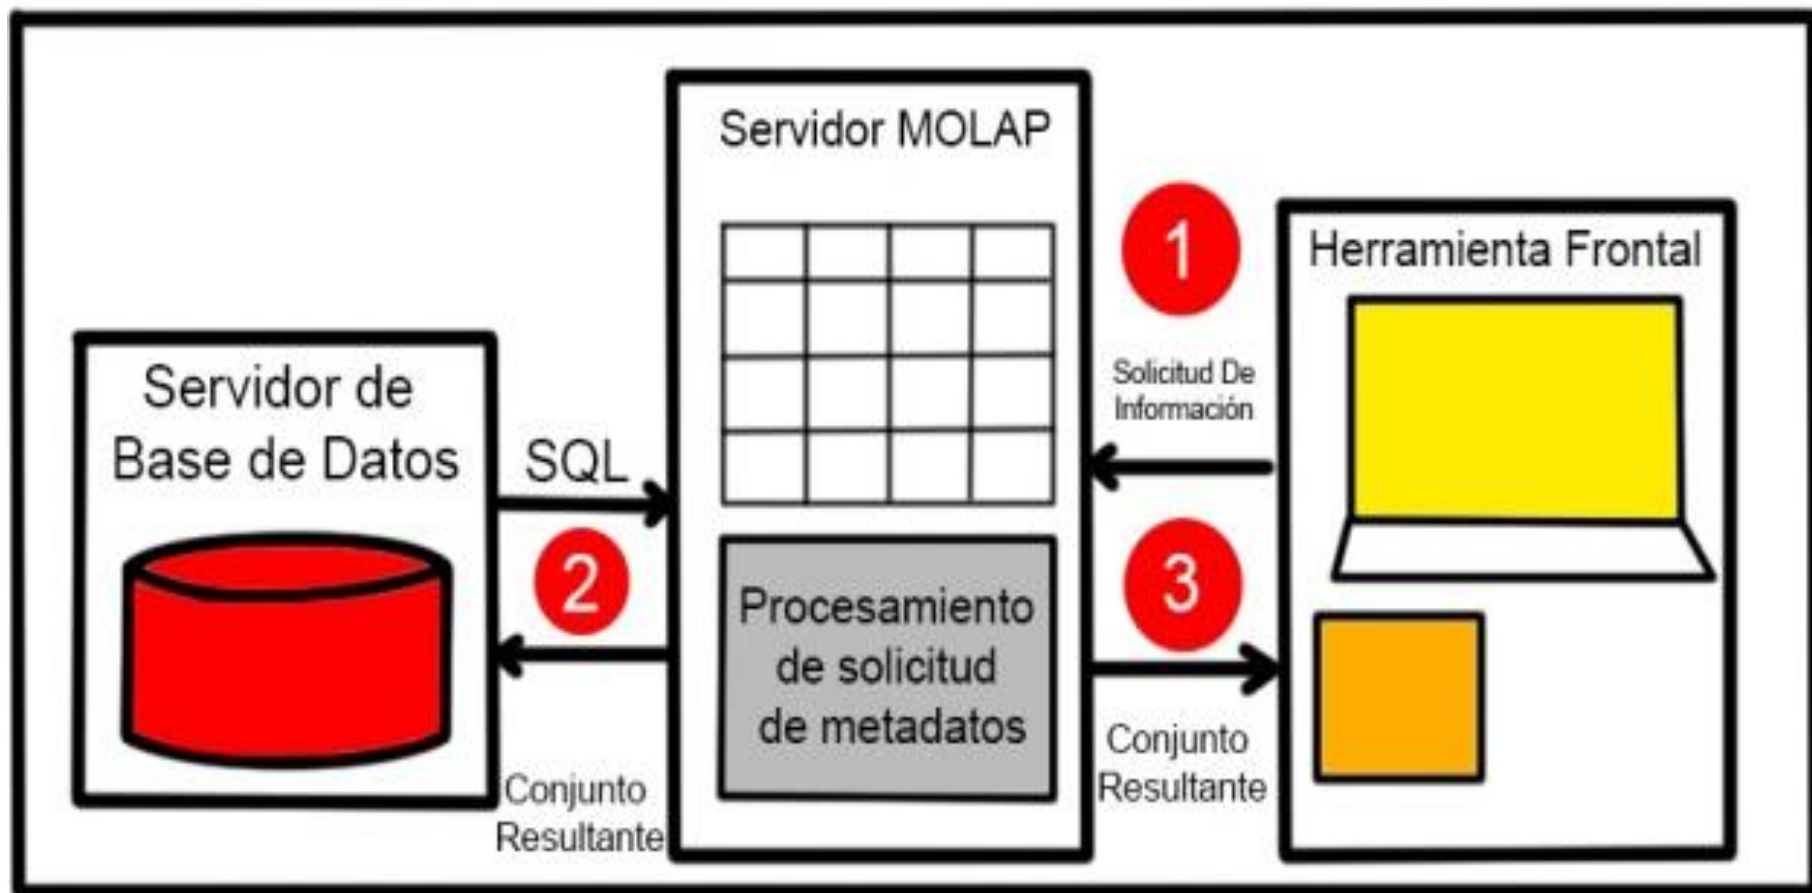 Servidor de
Base de Datos
SQL
2
Conjunto
Resultante
Servidor MOLAP
Procesamiento
de solicitud
de metadatos
1
Solicitud De
Información
3
Conjunto
Resultante
Herramienta Frontal